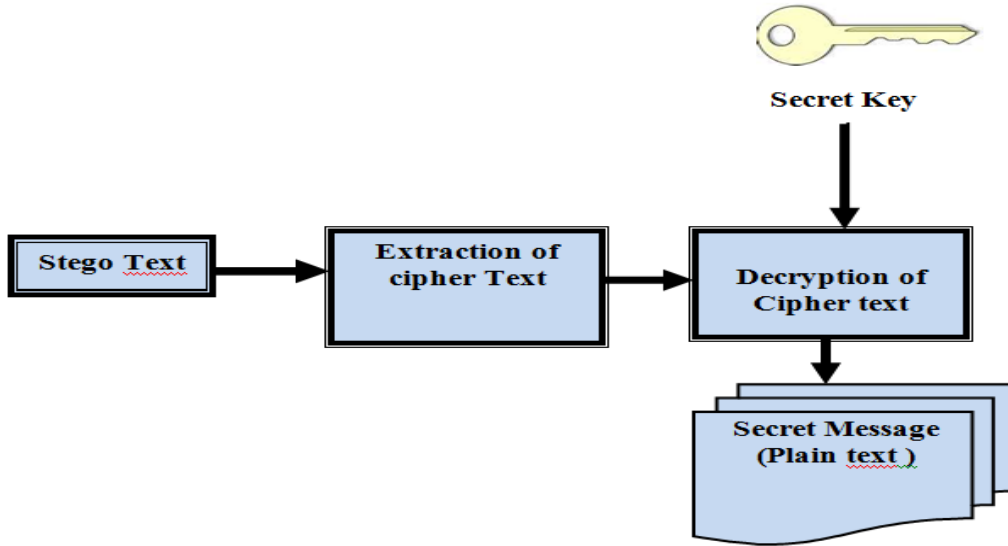 Secret Key
Stego Text
Extraction of
cipher Text
Decryption of
Cipher text
Secret Message
(Plain text )